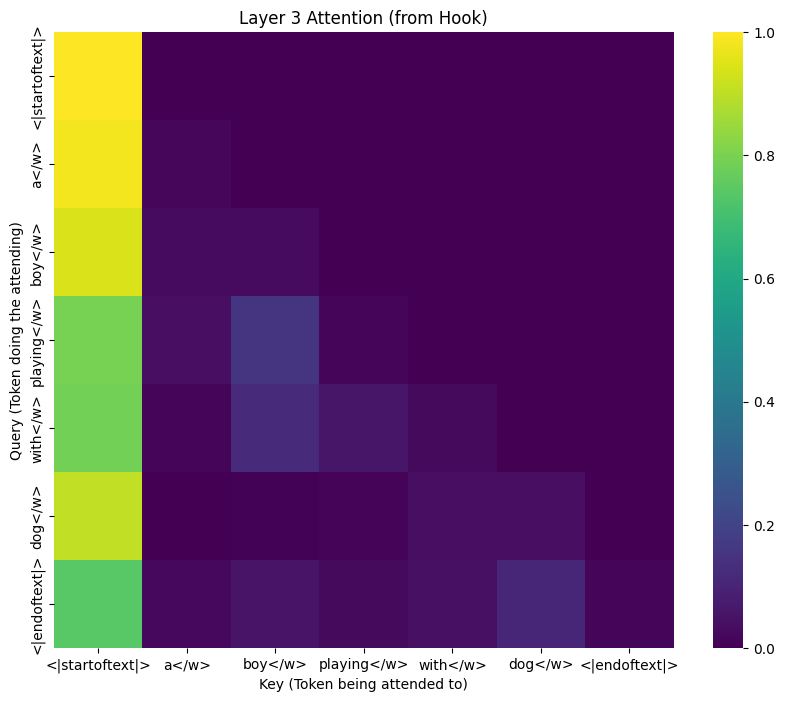 Layer 3 Attention (from Hook)
Query (Token doing the attending)
<|startoftext|>
a</w>
boy</w>
playing</w>
with</w>
dog</w>
<|endoftext|>
1.0
0.8
0.6
0.4
0.2
0.0
<|startoftext|> a</w> boy</w> playing</w> with</w> dog</w> <|endoftext|>
Key (Token being attended to)